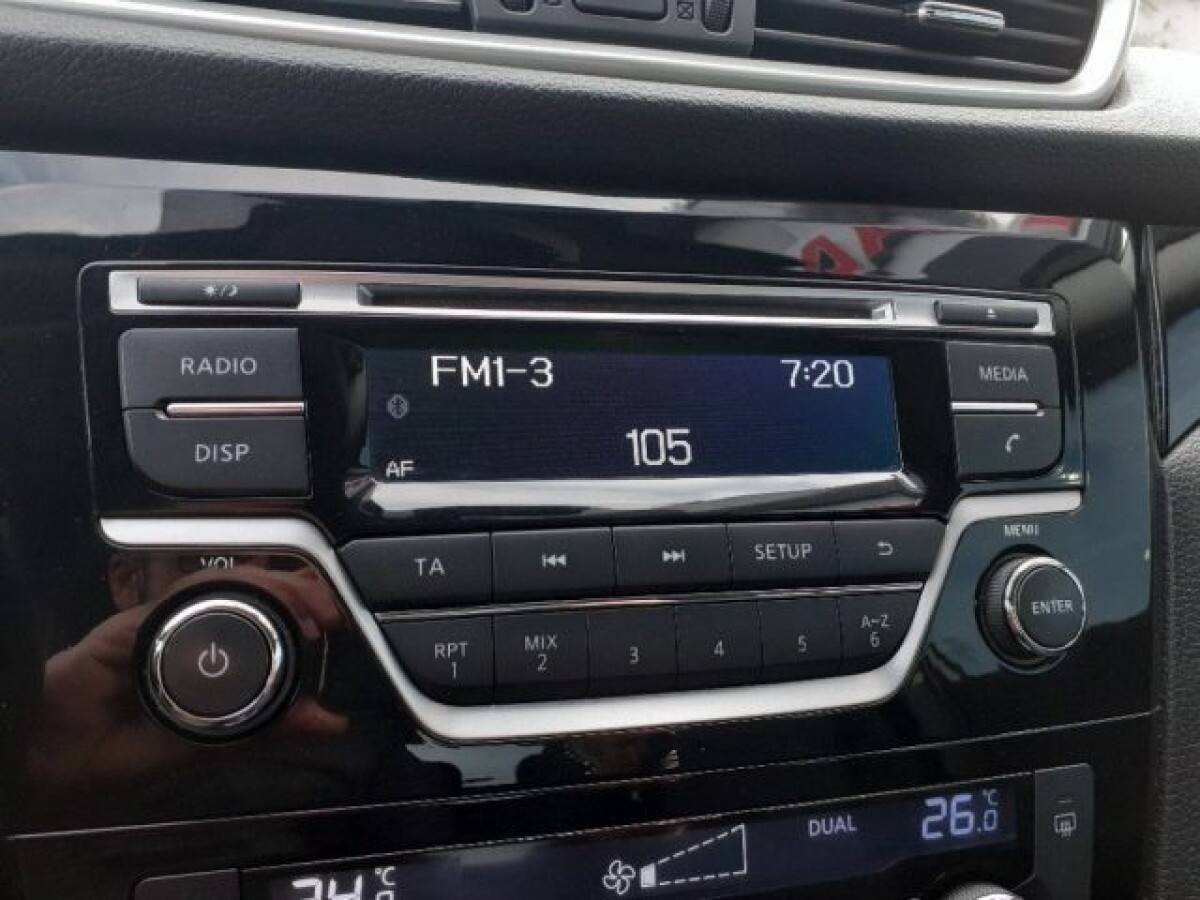 RADIO
FM1-3 7:20
MEDIA
DISP
AF
105
TA
SETUP
MENU
VOL
RPT
1
MIX
2
3
4
5
A-Z
6
ENTER
DUAL
26.0 °C
°C